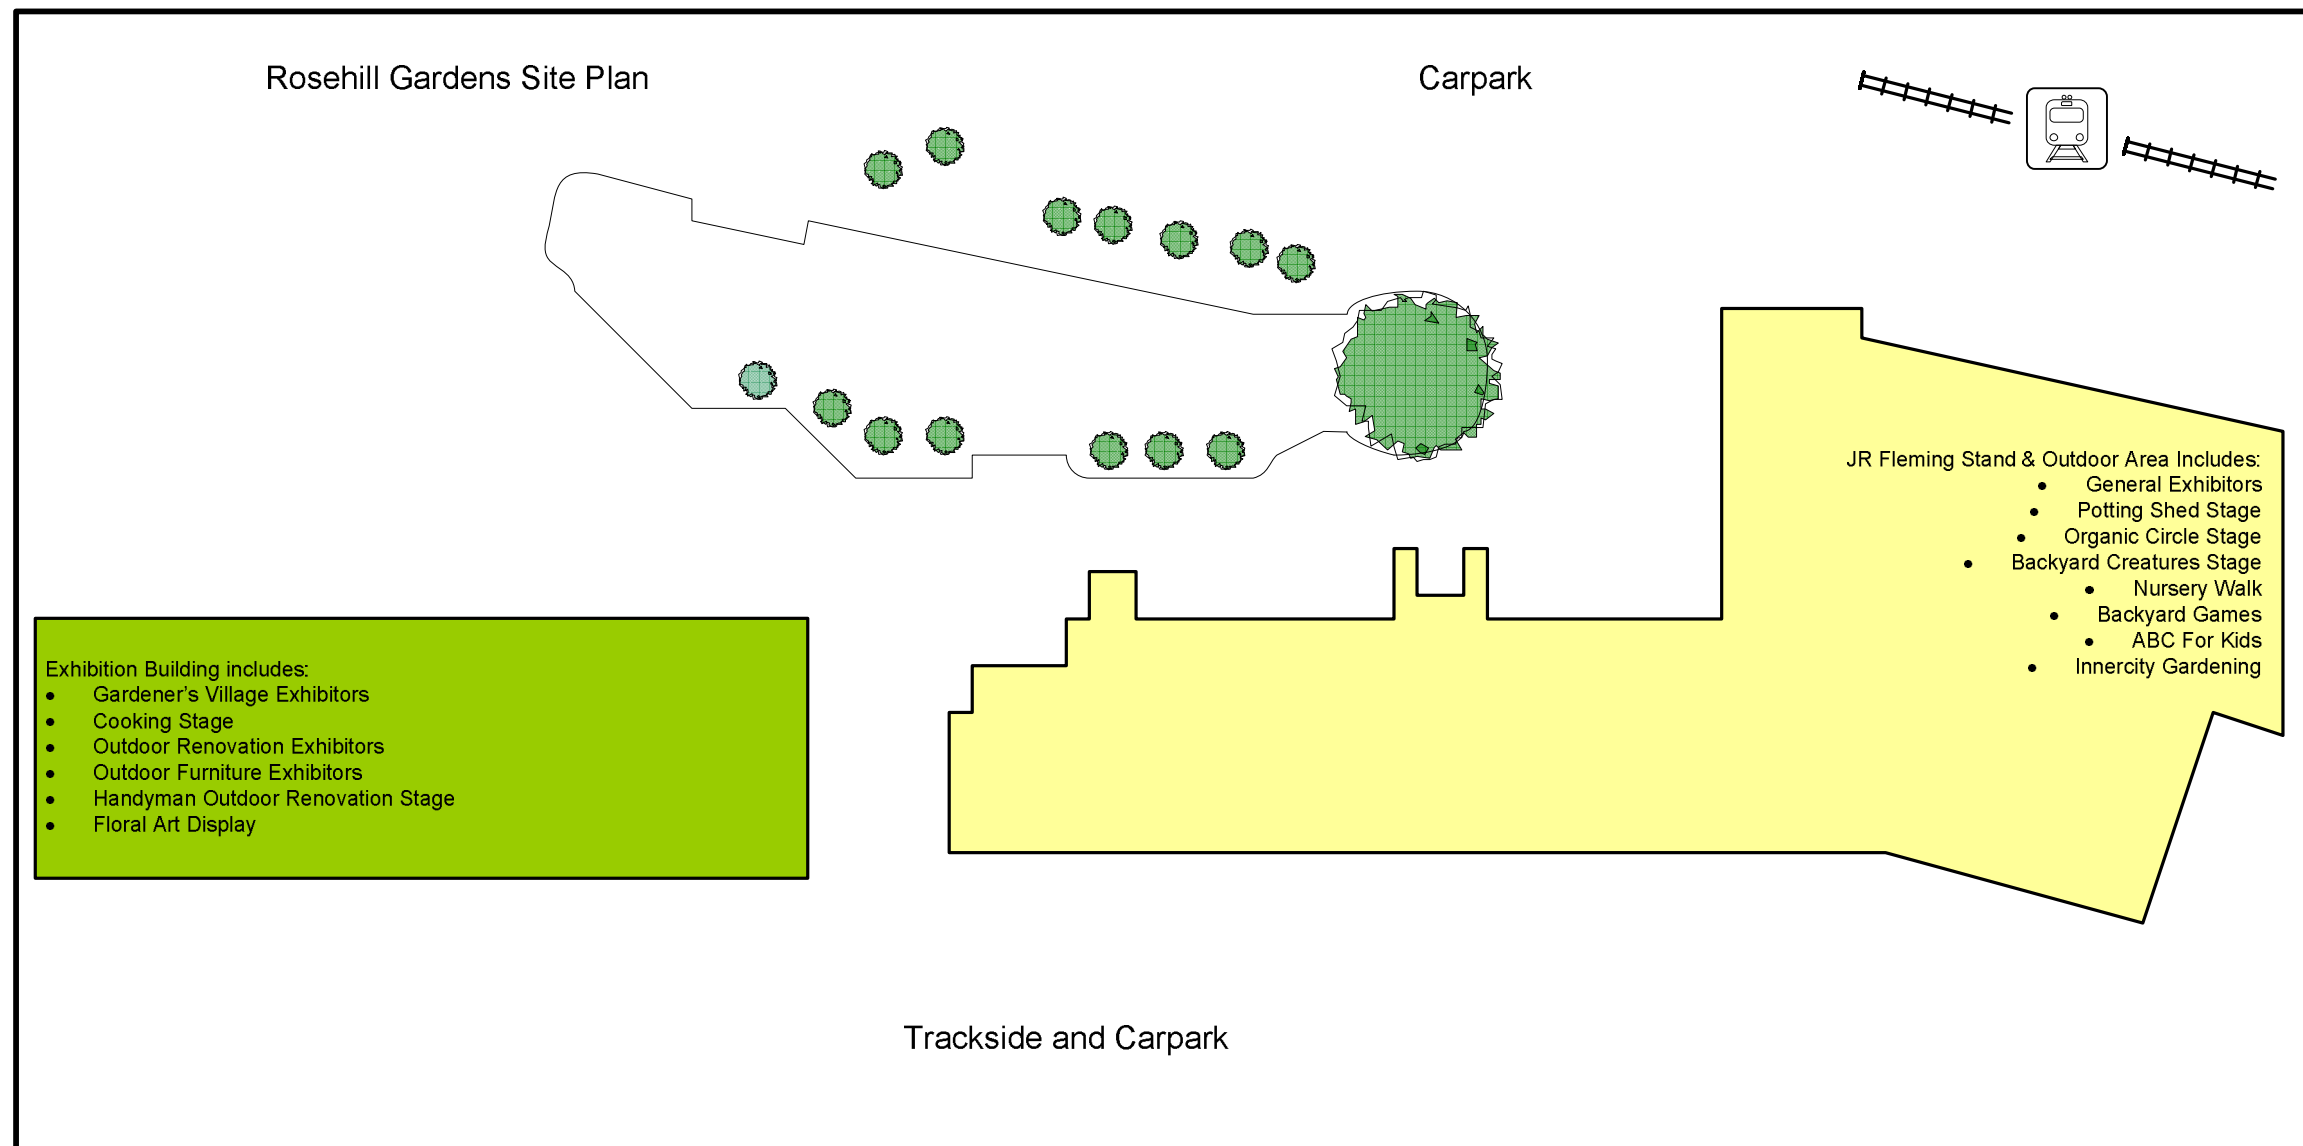 Rosehill Gardens Site Plan
Carpark
JR Fleming Stand & Outdoor Area Includes:
• General Exhibitors
• Potting Shed Stage
• Organic Circle Stage
• Backyard Creatures Stage
• Nursery Walk
• Backyard Games
• ABC For Kids
• Innercity Gardening
Exhibition Building includes:
• Gardener’s Village Exhibitors
• Cooking Stage
• Outdoor Renovation Exhibitors
• Outdoor Furniture Exhibitors
• Handyman Outdoor Renovation Stage
• Floral Art Display
Trackside and Carpark